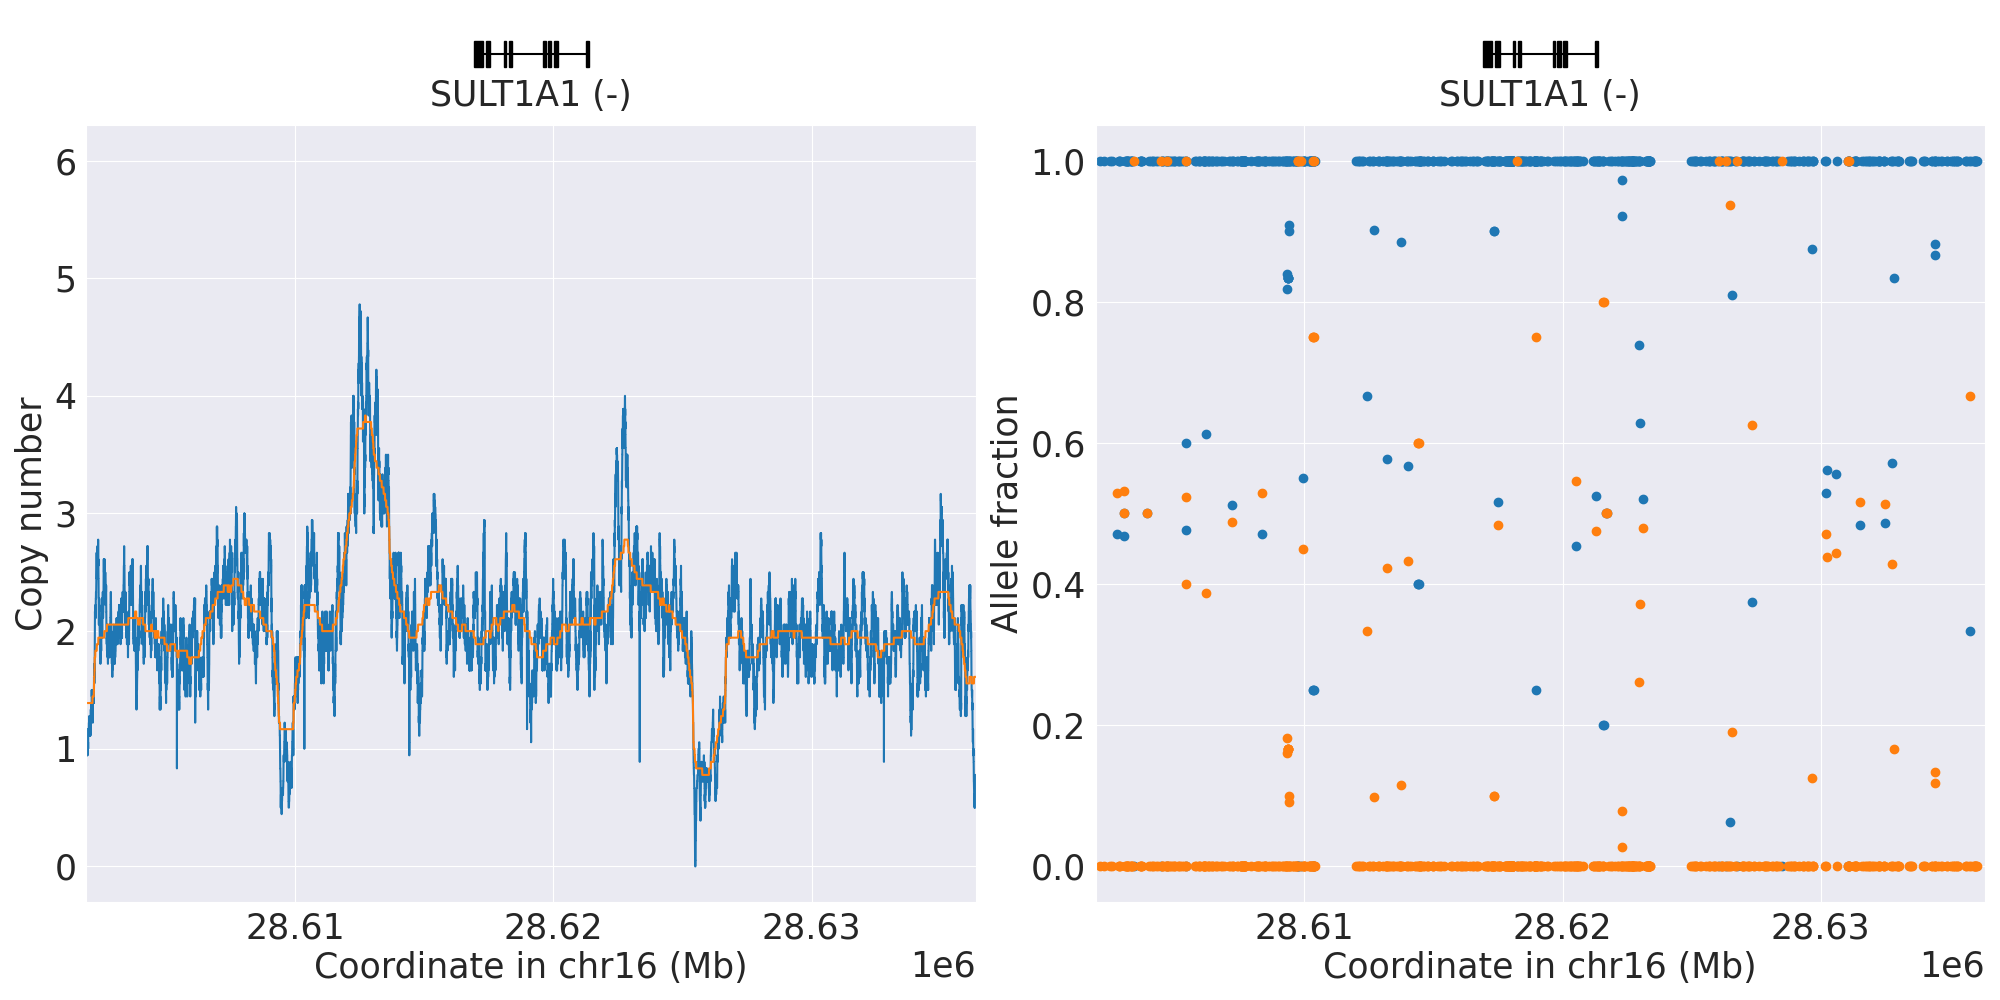 SULT1A1 (-)
6
5
4
3
2
1
0
Copy number
28.61
28.62
28.63
Coordinate in chr16 (Mb)
1e6
SULT1A1 (-)
1.0
0.8
0.6
0.4
0.2
0.0
Allele fraction
28.61
28.62
28.63
Coordinate in chr16 (Mb)
1e6